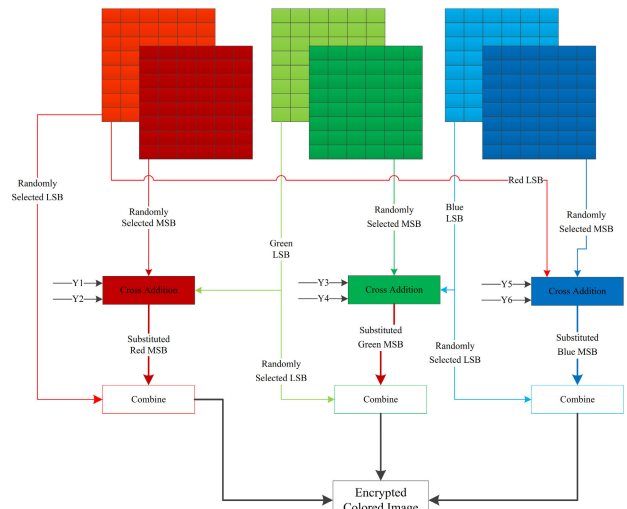 Randomly
Selected LSB
Randomly
Selected MSB
Green
LSB
Randomly
Selected MSB
Blue
LSB
Red LSB
Randomly
Selected MSB
Y1
Y2
Cross Addition
Y3
Y4
Cross Addition
Y5
Y6
Cross Addition
Substituted
Red MSB
Randomly
Selected LSB
Substituted
Green MSB
Randomly
Selected LSB
Substituted
Blue MSB
Combine
Combine
Combine
Encrypted
Colored Image